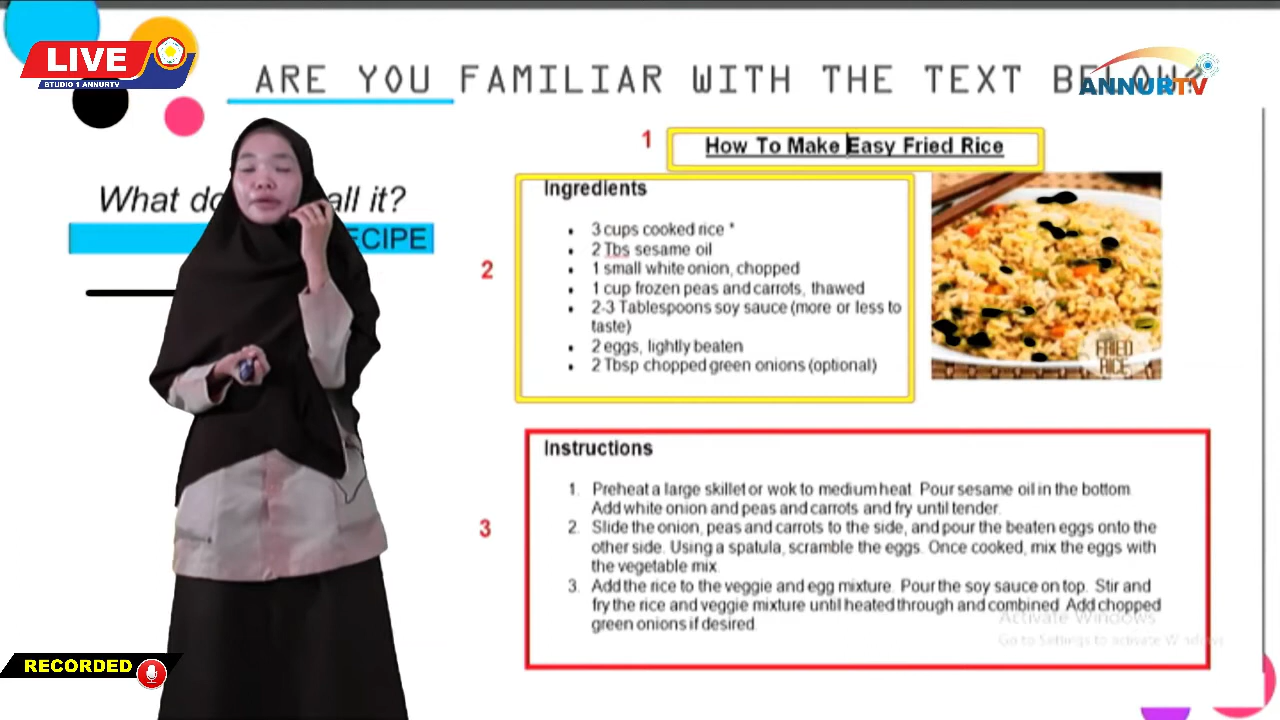 LIVE
STUDIO 1 ANNURTV
ARE YOU FAMILIAR WITH THE TEXT BELOW?
ANNURTV
1
How To Make Easy Fried Rice
What do all it?
ECIPE
2
Ingredients
• 3 cups cooked rice *
• 2 Tbs sesame oil
• 1 small white onion, chopped
• 1 cup frozen peas and carrots, thawed
• 2-3 Tablespoons soy sauce (more or less to
taste)
• 2 eggs, lightly beaten
• 2 Tbsp chopped green onions (optional)
FRIED
RICE
3
Instructions
1. Preheat a large skillet or wok to medium heat. Pour sesame oil in the bottom.
Add white onion and peas and carrots and fry until tender.
2. Slide the onion, peas and carrots to the side, and pour the beaten eggs onto the
other side. Using a spatula, scramble the eggs. Once cooked, mix the eggs with
the vegetable mix.
3. Add the rice to the veggie and egg mixture. Pour the soy sauce on top. Stir and
fry the rice and veggie mixture until heated through and combined. Add chopped
green onions if desired.
Activate Windows
Go to Settings to activate Windows
RECORDED